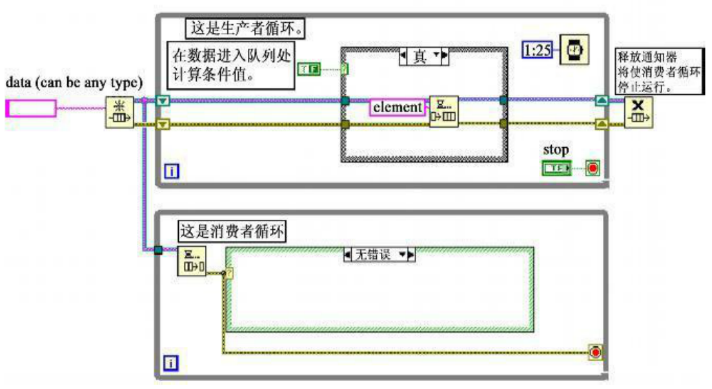 这是生产者循环。
在数据进入队列处
计算条件值。
真
1:25
释放通知器
将使消费者循环
停止运行。
data (can be any type)
T F
?
element
stop
TF
i
这是消费者循环
无错误
?
i